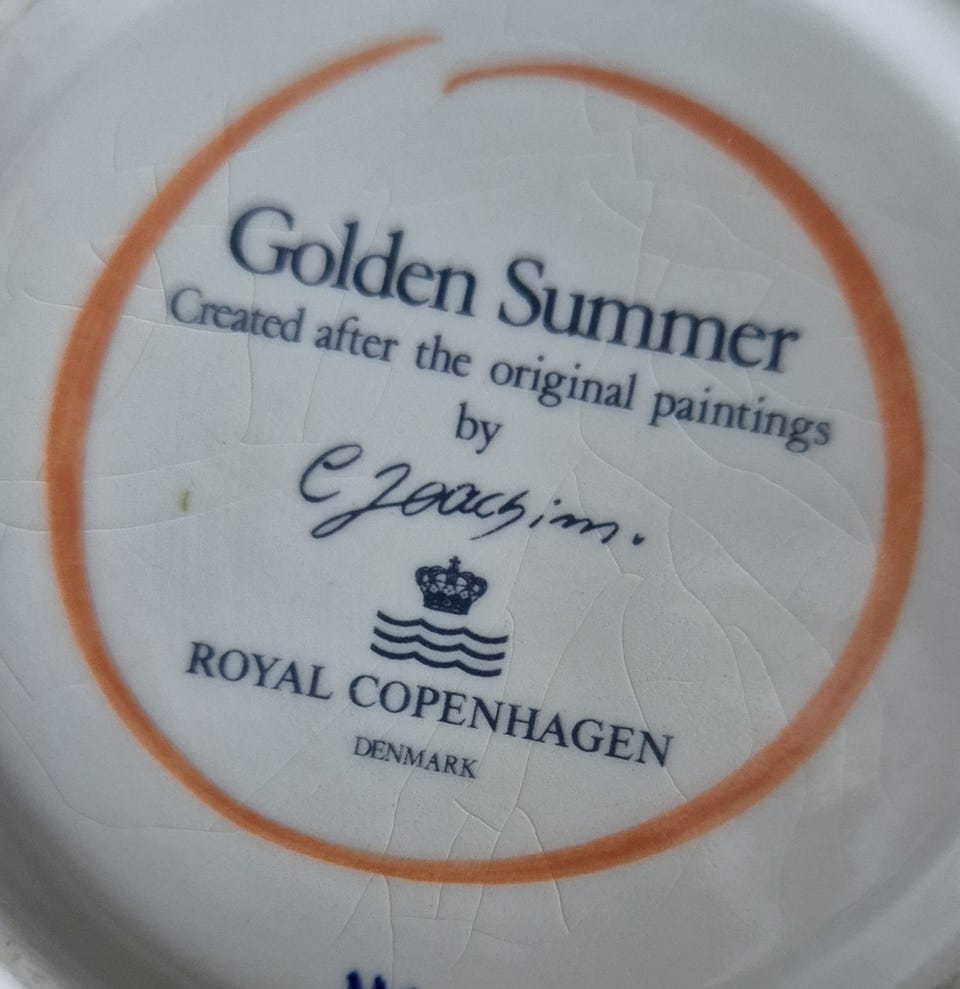 Golden Summer
Created after the original paintings
by
C Joachim.
ROYAL COPENHAGEN
DENMARK